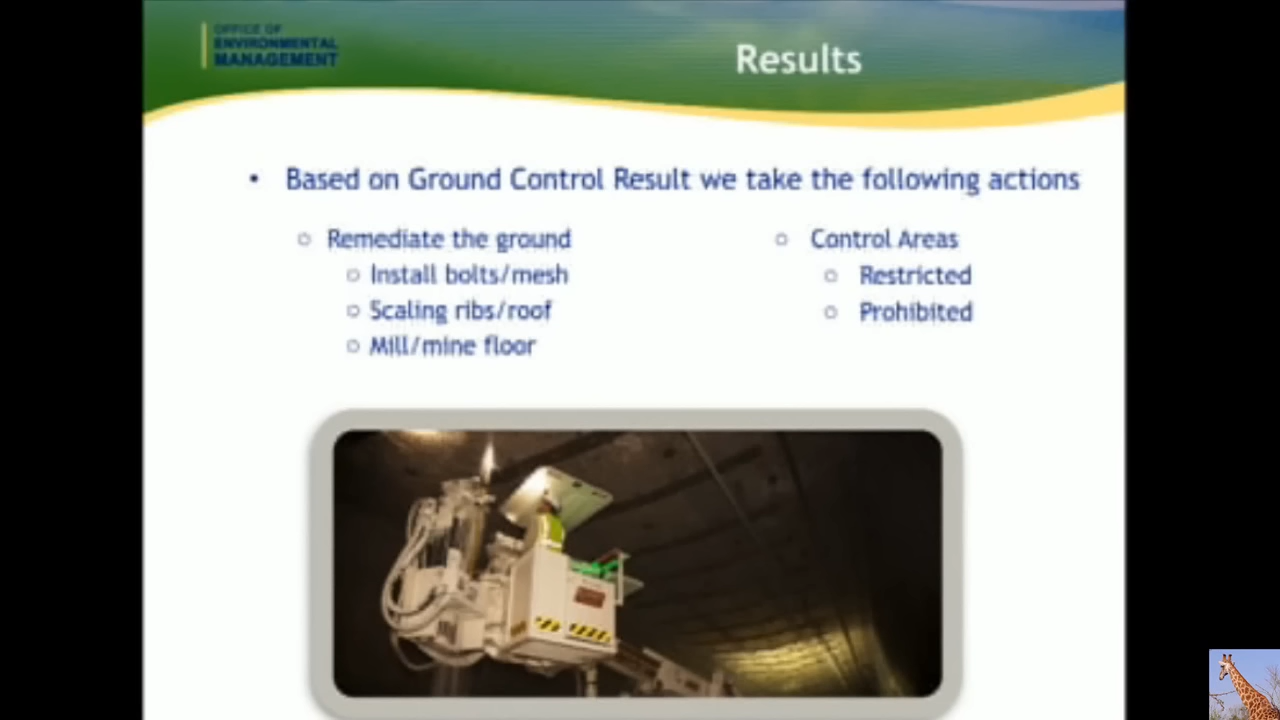 OFFICE OF
ENVIRONMENTAL
MANAGEMENT
Results
• Based on Ground Control Result we take the following actions
○ Remediate the ground
○ Install bolts/mesh
○ Scaling ribs/roof
○ Mill/mine floor
○ Control Areas
○ Restricted
○ Prohibited